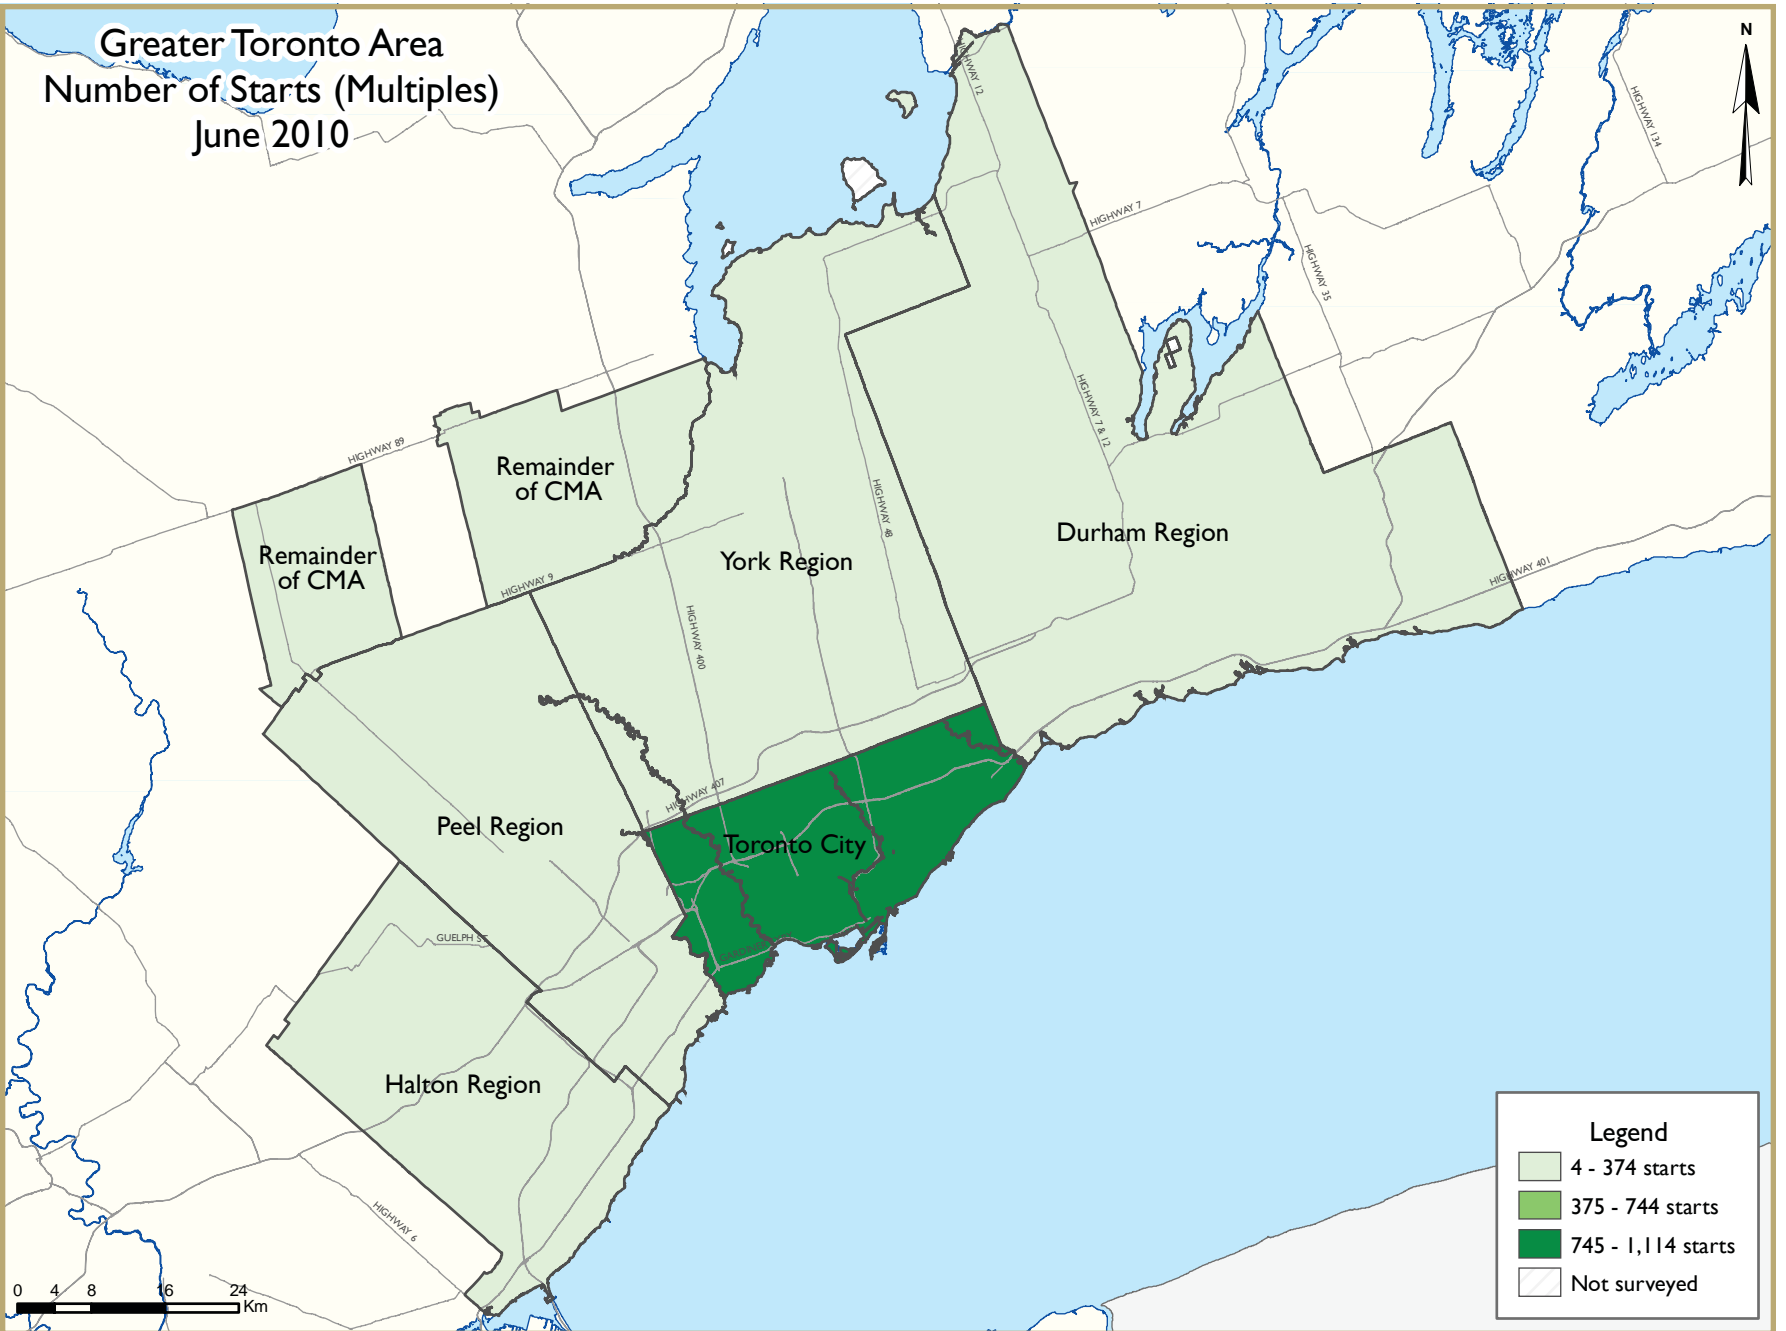 Greater Toronto Area
Number of Starts (Multiples)
June 2010
N
HIGHWAY 12
HIGHWAY 134
HIGHWAY 7
HIGHWAY 35
HIGHWAY 7 & 12
HIGHWAY 89
Remainder
of CMA
HIGHWAY 48
Remainder
of CMA
York Region
Durham Region
HIGHWAY 401
HIGHWAY 9
HIGHWAY 400
HIGHWAY 407
Peel Region
Toronto City
GUELPH ST
Halton Region
HIGHWAY 6
0 4 8 16 24
Km
Legend
4 - 374 starts
375 - 744 starts
745 - 1,114 starts
Not surveyed